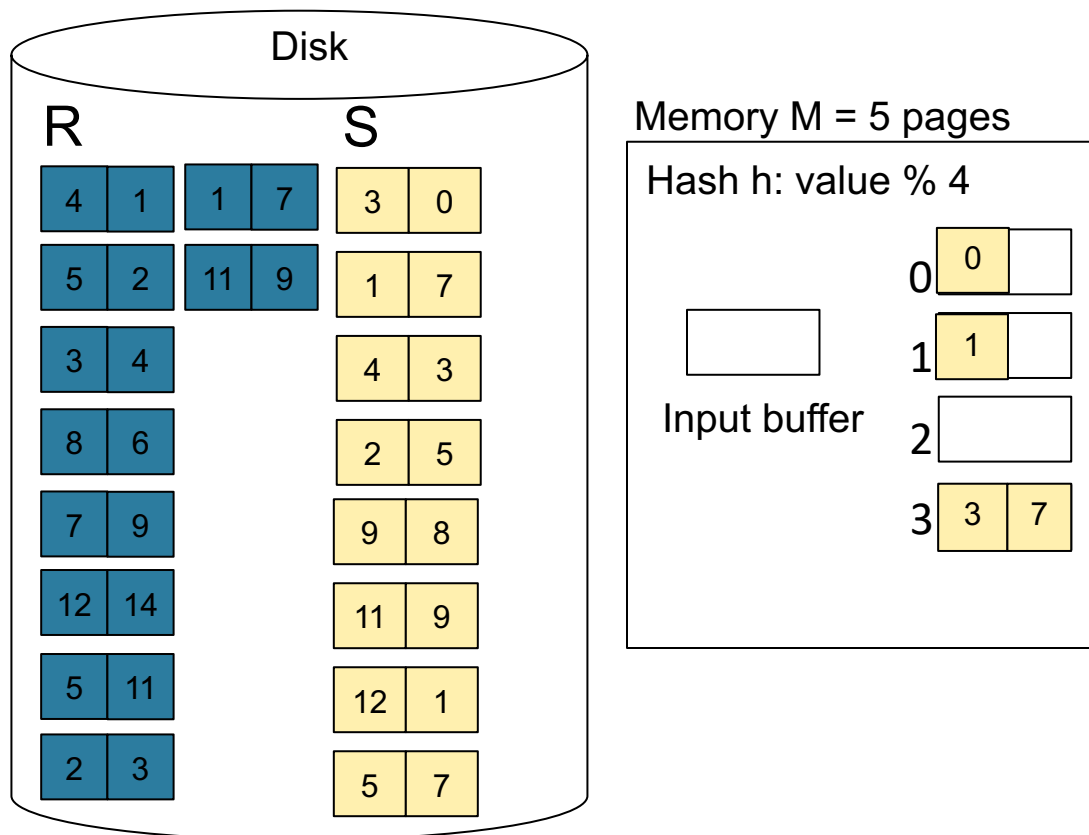 Disk
R S
4 1 1 7 3 0
5 2 11 9 1 7
3 4 4 3
8 6 2 5
7 9 9 8
12 14 11 9
5 11 12 1
2 3 5 7
Memory M = 5 pages
Hash h: value % 4
0 0
1 1
Input buffer
2
3 3 7